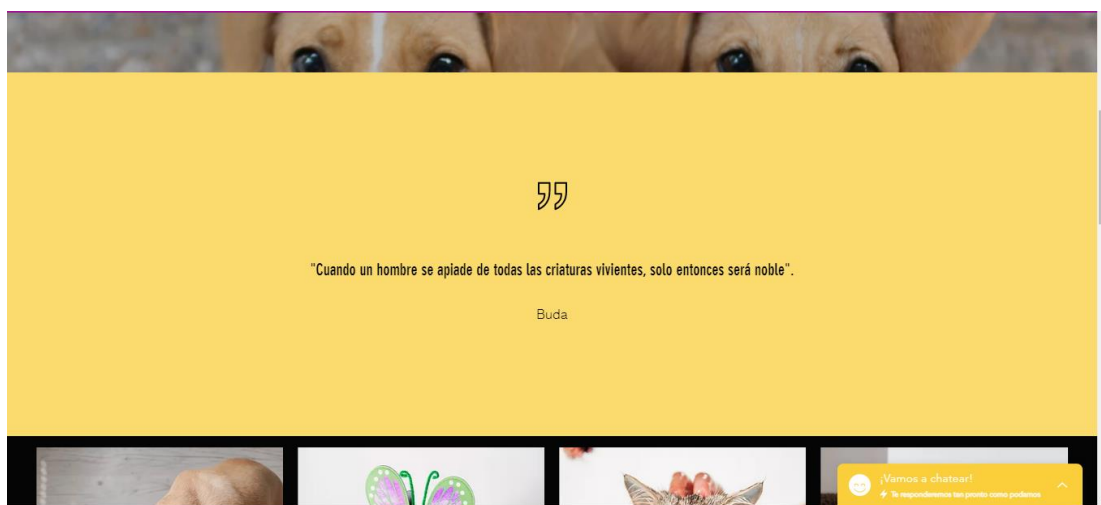 "Cuando un hombre se apiade de todas las criaturas vivientes, solo entonces será noble".
Buda
¡Vamos a chatear!
Te responderemos tan pronto como podamos